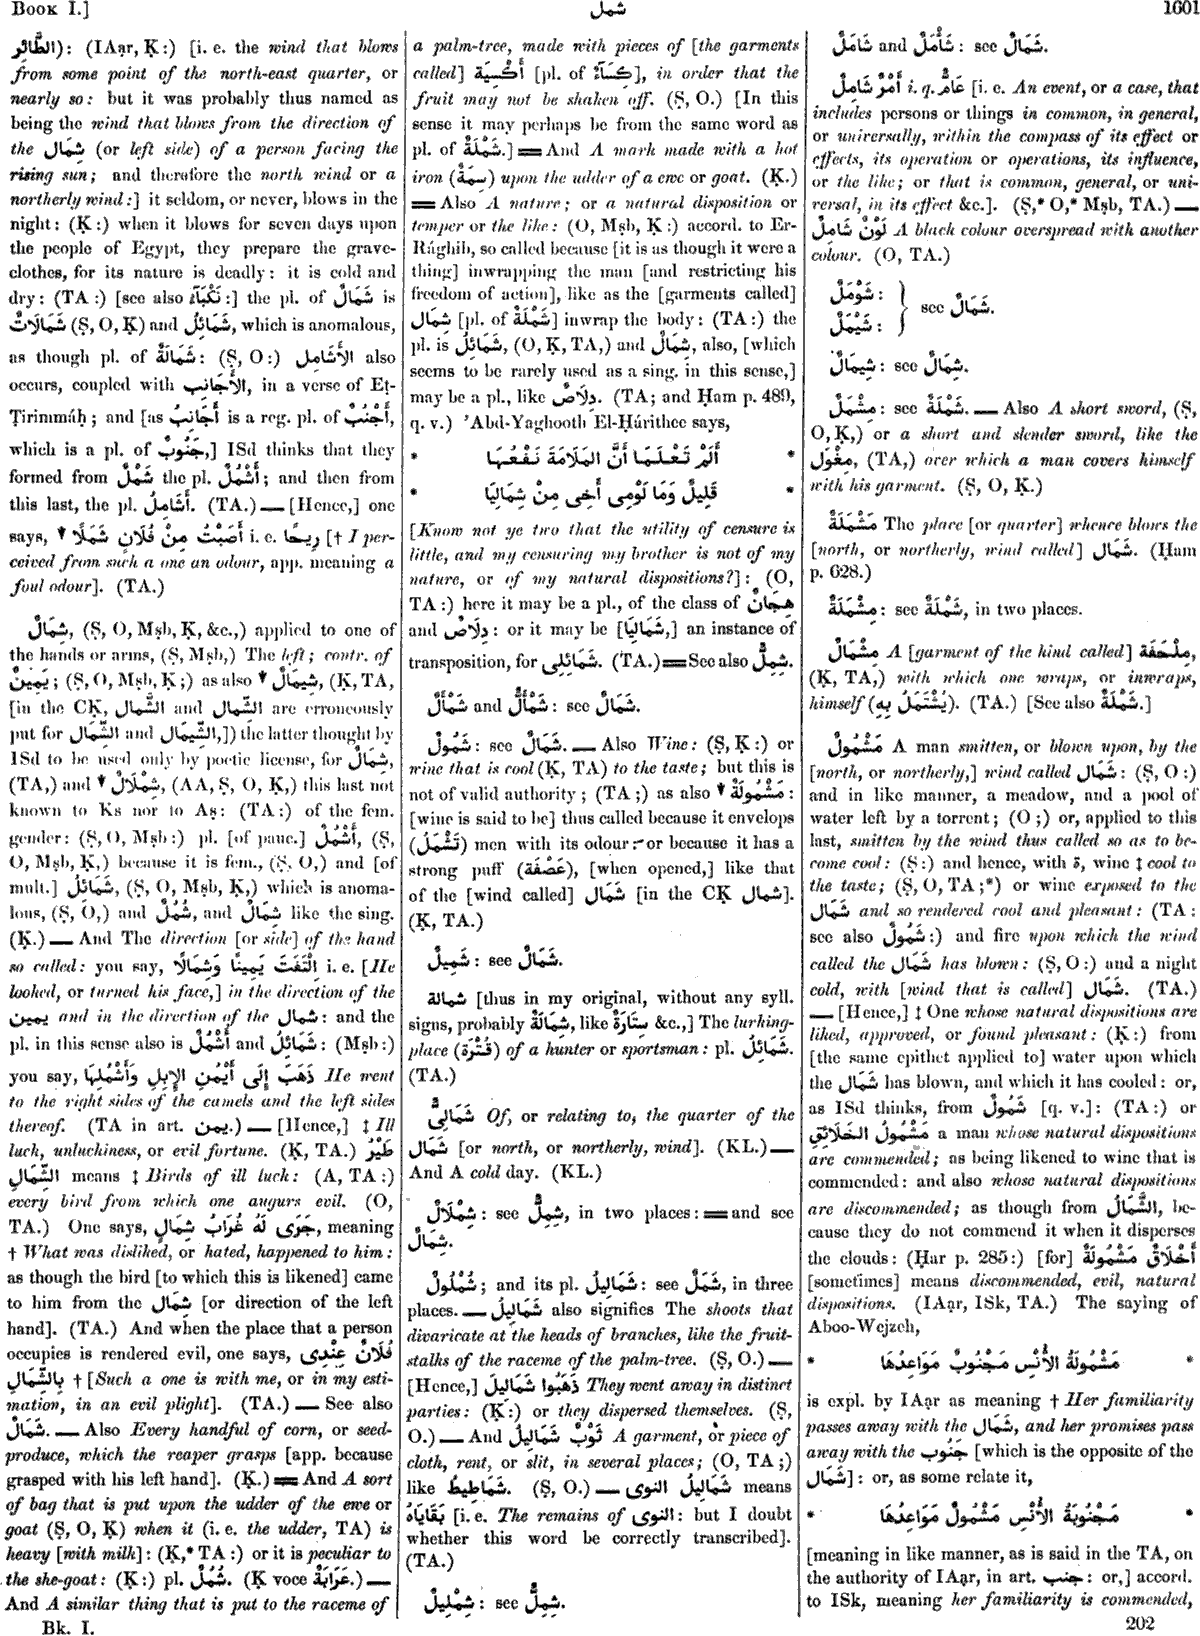 Book I.]
شمل
1601
الطَّائِرِ): (IAạr, Ḳ:) [i. e. the wind that blows
from some point of the north-east quarter, or
nearly so: but it was probably thus named as
being the wind that blows from the direction of
the شِمَال (or left side) of a person facing the
rising sun; and therefore the north wind or a
northerly wind:] it seldom, or never, blows in the
night: (Ḳ:) when it blows for seven days upon
the people of Egypt, they prepare the grave-
clothes, for its nature is deadly: it is cold and
dry: (TA:) [see also نَكْبَآءُ:] the pl. of شَمَالٌ is
شَمَالَاتٌ (Ṣ, O, Ḳ) and شَمَائِلُ, which is anomalous,
as though pl. of شَمَالَةٌ: (Ṣ, O:) الأَشَامِل also
occurs, coupled with الأَجَانِب, in a verse of Eṭ-
Ṭirimmáḥ; and [as أَجَانِبُ is a reg. pl. of أَجْنُبٌ,
which is a pl. of جَنُوبٌ,] ISd thinks that they
formed from شَمْلٌ the pl. أَشْمُلٌ; and then from
this last, the pl. أَشَامِلُ. (TA.) — [Hence,] one
says, أَصَبْتُ مِنْ فُلَانٍ شَمَلًا ▼ i. e. رِيحًا [† I per-
ceived from such a one an odour, app. meaning a
foul odour]. (TA.)
شِمَالٌ, (Ṣ, O, Mṣb, Ḳ, &c.,) applied to one of
the hands or arms, (Ṣ, Mṣb,) The left; contr. of
يَمِينٌ; (Ṣ, O, Mṣb, Ḳ;) as also ▼ شِيمَالٌ, (Ḳ, TA,
[in the CḲ, الشِّمَال and الشَّمَال are erroneously
put for الشِّمَال and الشِّيمَال,]) the latter thought by
ISd to be used only by poetic license, for شِمَالٌ,
(TA,) and ▼ شِمْلَالٌ, (AA, Ṣ, O, Ḳ,) this last not
known to Ks nor to Aṣ: (TA:) of the fem.
gender: (Ṣ, O, Mṣb:) pl. [of pauc.] أَشْمُلٌ, (Ṣ,
O, Mṣb, Ḳ,) because it is fem., (Ṣ, O,) and [of
mult.] شَمَائِلُ, (Ṣ, O, Mṣb, Ḳ,) which is anoma-
lous, (Ṣ, O,) and شُمُلٌ, and شِمَالٌ like the sing.
(Ḳ.) — And The direction [or side] of the hand
so called: you say, اِلْتَفَتَ يَمِينًا وَشِمَالًا i. e. [He
looked, or turned his face,] in the direction of the
يمين and in the direction of the شمال: and the
pl. in this sense also is أَشْمُلٌ and شَمَائِلُ: (Mṣb:)
you say, ذَهَبَ إِلَى أَيْمُنِ الإِبِلِ وَأَشْمُلِهَا He went
to the right sides of the camels and the left sides
thereof. (TA in art. يمن.) — [Hence,] ‡ Ill
luck, unluckiness, or evil fortune. (Ḳ, TA.) طَيْرُ
الشِّمَالِ means ‡ Birds of ill luck: (A, TA:)
every bird from which one augurs evil. (O,
TA.) One says, جَرَى لَهُ غُرَابُ شِمَالٍ, meaning
† What was disliked, or hated, happened to him:
as though the bird [to which this is likened] came
to him from the شِمَال [or direction of the left
hand]. (TA.) And when the place that a person
occupies is rendered evil, one says, فُلَانٌ عِنْدِى
بِالشِّمَالِ † [Such a one is with me, or in my esti-
mation, in an evil plight]. (TA.) — See also
شَمَالٌ. — Also Every handful of corn, or seed-
produce, which the reaper grasps [app. because
grasped with his left hand]. (Ḳ.) = And A sort
of bag that is put upon the udder of the ewe or
goat (Ṣ, O, Ḳ) when it (i. e. the udder, TA) is
heavy [with milk]: (Ḳ,* TA:) or it is peculiar to
the she-goat: (Ḳ:) pl. شُمُلٌ. (Ḳ voce عَرَابَةٌ.) —
And A similar thing that is put to the raceme of
Bk. I.
a palm-tree, made with pieces of [the garments
called] أَكْسِيَة [pl. of كِسَآءٌ], in order that the
fruit may not be shaken off. (Ṣ, O.) [In this
sense it may perhaps be from the same word as
pl. of شَمْلَةٌ.] = And A mark made with a hot
iron (سِمَةٌ) upon the udder of a ewe or goat. (Ḳ.)
= Also A nature; or a natural disposition or
temper or the like: (O, Mṣb, Ḳ:) accord. to Er-
Rághib, so called because [it is as though it were a
thing] inwrapping the man [and restricting his
freedom of action], like as the [garments called]
شِمَال [pl. of شَمْلَةٌ] inwrap the body: (TA:) the
pl. is شَمَائِلُ, (O, Ḳ, TA,) and شِمَالٌ, also, [which
seems to be rarely used as a sing. in this sense,]
may be a pl., like دِلَاصٌ. (TA; and Ḥam p. 489,
q. v.) 'Abd-Yaghooth El-Ḥárithee says,
* أَلَمْ تَعْلَمَا أَنَّ المَلَامَةَ نَفْعُهَا *
* قَلِيلٌ وَمَا لَوْمِى أَخِى مِنْ شِمَالِيَا *
[Know not ye two that the utility of censure is
little, and my censuring my brother is not of my
nature, or of my natural dispositions?]: (O,
TA:) here it may be a pl., of the class of هِجَانٌ
and دِلَاصٌ: or it may be [شِمَالِيَا,] an instance of
transposition, for شَمَائِلِى. (TA.) = See also شِمِلٌّ.
شَمْأَلٌ and شَمْأَلٌّ: see شَمَالٌ.
شَمُولٌ: see شَمَالٌ. — Also Wine: (Ṣ, Ḳ:) or
wine that is cool (Ḳ, TA) to the taste; but this is
not of valid authority; (TA;) as also ▼ مَشْمُولَةٌ:
[wine is said to be] thus called because it envelops
(تَشْمَلُ) men with its odour: or because it has a
strong puff (عَصْفَة), [when opened,] like that
of the [wind called] شَمَال [in the CḲ شمال].
(Ḳ, TA.)
شَمِيلٌ: see شَمَالٌ.
شمالة [thus in my original, without any syll.
signs, probably شِمَالَةٌ, like سِتَارَةٌ &c.,] The lurking-
place (قُتْرَة) of a hunter or sportsman: pl. شَمَائِلُ.
(TA.)
شَمَالِىٌّ Of, or relating to, the quarter of the
شَمَال [or north, or northerly, wind]. (KL.) —
And A cold day. (KL.)
شِمْلَالٌ: see شِمِلٌّ, in two places: = and see
شِمَالٌ.
شُمْلُولٌ; and its pl. شَمَالِيلُ: see شَمَلٌ, in three
places. — شَمَالِيلُ also signifies The shoots that
divaricate at the heads of branches, like the fruit-
stalks of the raceme of the palm-tree. (Ṣ, O.) —
[Hence,] ذَهَبُوا شَمَالِيلَ They went away in distinct
parties: (Ḳ:) or they dispersed themselves. (Ṣ,
O.) — And ثَوْبٌ شَمَالِيلُ A garment, or piece of
cloth, rent, or slit, in several places; (O, TA;)
like شَمَاطِيطُ. (Ṣ, O.) — شَمَالِيلُ النوى means
بَقَايَاهُ [i. e. The remains of النوى: but I doubt
whether this word be correctly transcribed].
(TA.)
شِمْلِيلٌ: see شِمِلٌّ.
شَامَلٌ and شَأْمَلٌ: see شَمَالٌ.
أَمْرٌ شَامِلٌ i. q. عَامٌّ [i. e. An event, or a case, that
includes persons or things in common, in general,
or universally, within the compass of its effect or
effects, its operation or operations, its influence,
or the like; or that is common, general, or uni-
versal, in its effect &c.]. (Ṣ,* O,* Mṣb, TA.) —
لَوْنٌ شَامِلٌ A black colour overspread with another
colour. (O, TA.)
شَوْمَلٌ:
شَيْمَلٌ: } see شَمَالٌ.
شِيمَالٌ: see شِمَالٌ.
مِشْمَلٌ: see شَمْلَةٌ. — Also A short sword, (Ṣ,
O, Ḳ,) or a short and slender sword, like the
مِغْوَل, (TA,) over which a man covers himself
with his garment. (Ṣ, O, Ḳ.)
مَشْمَلَةٌ The place [or quarter] whence blows the
[north, or northerly, wind called] شَمَال. (Ḥam
p. 628.)
مِشْمَلَةٌ: see شَمْلَةٌ, in two places.
مِشْمَالٌ A [garment of the kind called] مِلْحَفَة,
(Ḳ, TA,) with which one wraps, or inwraps,
himself (يُشْتَمَلُ بِهِ). (TA.) [See also شَمْلَةٌ.]
مَشْمُولٌ A man smitten, or blown upon, by the
[north, or northerly,] wind called شَمَال: (Ṣ, O:)
and in like manner, a meadow, and a pool of
water left by a torrent; (O;) or, applied to this
last, smitten by the wind thus called so as to be-
come cool: (Ṣ:) and hence, with ة, wine ‡ cool to
the taste; (Ṣ, O, TA;*) or wine exposed to the
شَمَال and so rendered cool and pleasant: (TA:
see also شَمُولٌ:) and fire upon which the wind
called the شَمَال has blown: (Ṣ, O:) and a night
cold, with [wind that is called] شَمَال. (TA.)
— [Hence,] ‡ One whose natural dispositions are
liked, approved, or found pleasant: (Ḳ:) from
[the same epithet applied to] water upon which
the شَمَال has blown, and which it has cooled: or,
as ISd thinks, from شَمُولٌ [q. v.]: (TA:) or
مَشْمُولُ الخَلَائِقِ a man whose natural dispositions
are commended; as being likened to wine that is
commended: and also whose natural dispositions
are discommended; as though from الشَّمَالُ, be-
cause they do not commend it when it disperses
the clouds: (Ḥar p. 285:) [for] أَخْلَاقٌ مَشْمُولَةٌ
[sometimes] means discommended, evil, natural
dispositions. (IAạr, ISk, TA.) The saying of
Aboo-Wejzeh,
* مَشْمُولَةُ الأُنْسِ مَجْنُوبٌ مَوَاعِدُهَا *
is expl. by IAạr as meaning † Her familiarity
passes away with the شَمَال, and her promises pass
away with the جَنُوب [which is the opposite of the
شَمَال]: or, as some relate it,
* مَجْنُوبَةُ الأُنْسِ مَشْمُولٌ مَوَاعِدُهَا *
[meaning in like manner, as is said in the TA, on
the authority of IAạr, in art. جنب: or,] accord.
to ISk, meaning her familiarity is commended,
202